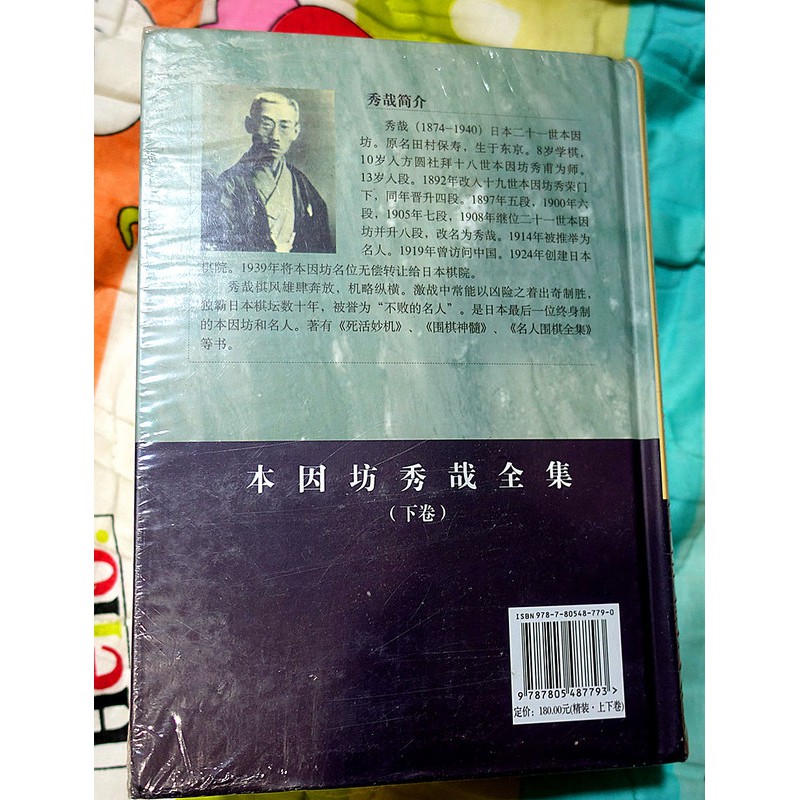 秀哉简介
秀哉（1874-1940）日本二十一世本因
坊。原名田村保寿，生于东京。8岁学棋，
10岁入方圆社拜十八世本因坊秀甫为师。
13岁入段。1892年改入十九世本因坊秀荣门
下，同年晋升四段。1897年五段，1900年六
段，1905年七段，1908年继位二十一世本因
坊并升八段，改名为秀哉。1914年被推举为
名人。1919年曾访问中国。1924年创建日本
棋院。1939年将本因坊名位无偿转让给日本棋院。
秀哉棋风雄肆奔放、机略纵横。激战中常能以凶险之着出奇制胜，
独霸日本棋坛数十年，被誉为“不败的名人”。是日本最后一位终身制
的本因坊和名人。著有《死活妙机》、《围棋神髓》、《名人围棋全集》
等书。
本因坊秀哉全集
（下卷）
ISBN 978-7-80548-779-0
9 787805 487793 >
定价：180.00元(精装·上下卷)
Hello.